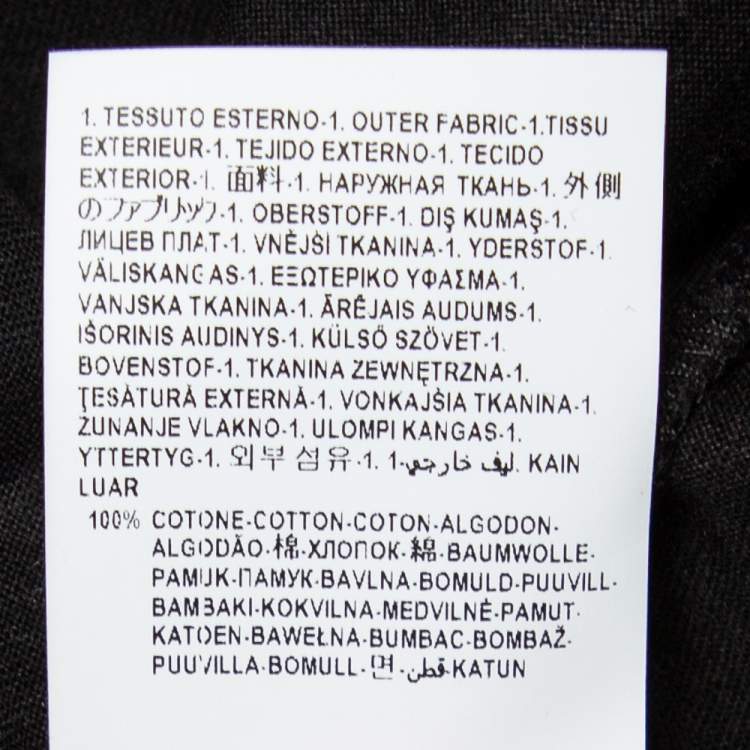 1. TESSUTO ESTERNO-1. OUTER FABRIC-1.TISSU
EXTERIEUR-1. TEJIDO EXTERNO-1. TECIDO
EXTERIOR-1. 面料-1. НАРУЖНАЯ ТКАНЬ-1. 外側
のファブリック-1. OBERSTOFF-1. DIŞ KUMAŞ-1.
ЛИЦЕВ ПЛАТ-1. VNĚJŠI TKANINA-1. YDERSTOF-1.
VÄLISKANGAS-1. ΕΞΩΤΕΡΙΚΟ ΥΦΑΣΜΑ-1.
VANJSKA TKANINA-1. ĀRĒJAIS AUDUMS-1.
IŠORINIS AUDINYS-1. KÜLSŐ SZÖVET-1.
BOVENSTOF-1. TKANINA ZEWNĘTRZNA-1.
ŢESĂTURĂ EXTERNĂ-1. VONKAJŠIA TKANINA-1.
ZUNANJE VLAKNO-1. ULOMPI KANGAS-1.
YTTERTYG-1. 외부 섬유-1. 1-ليف خارجي. KAIN
LUAR
100% COTONE-COTTON-COTON-ALGODON-
ALGODÃO-棉-ХЛОПОК-綿-BAUMWOLLE-
PAMUK-ПАМУК-BAVLNA-BOMULD-PUUVILL-
BAMBAKI-KOKVILNA-MEDVILNĖ-PAMUT-
KATOEN-BAWEŁNA-BUMBAC-BOMBAŽ-
PUUVILLA-BOMULL-면-قطن-KATUN